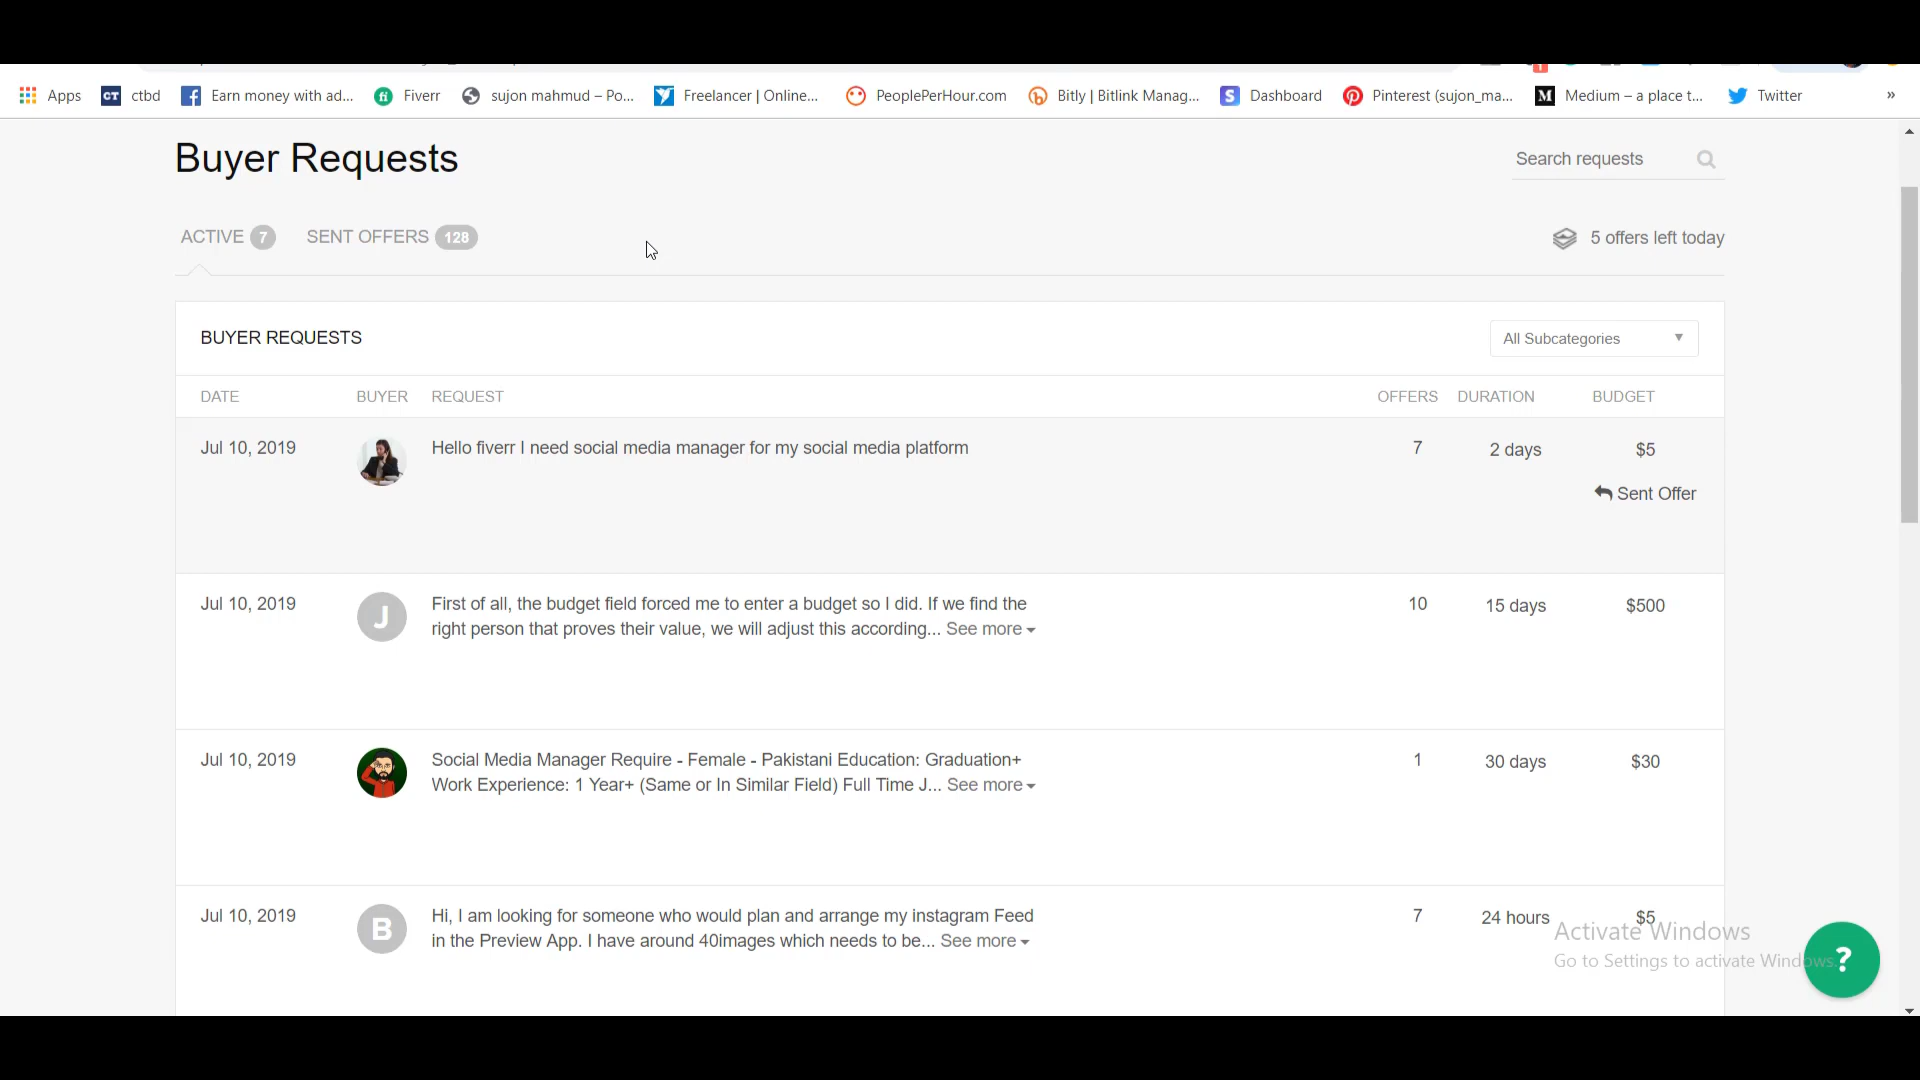 Apps
ctbd
Earn money with ad...
Fiverr
sujon mahmud – Po...
Freelancer | Online...
PeoplePerHour.com
Bitly | Bitlink Manag...
Dashboard
Pinterest (sujon_ma...
Medium – a place t...
Twitter
»
Buyer Requests
Search requests
ACTIVE 7
SENT OFFERS 128
5 offers left today
BUYER REQUESTS
All Subcategories
DATE BUYER REQUEST OFFERS DURATION BUDGET
Jul 10, 2019 Hello fiverr I need social media manager for my social media platform 7 2 days $5
Sent Offer
Jul 10, 2019 J First of all, the budget field forced me to enter a budget so I did. If we find the 10 15 days $500
right person that proves their value, we will adjust this according... See more
Jul 10, 2019 Social Media Manager Require - Female - Pakistani Education: Graduation+ 1 30 days $30
Work Experience: 1 Year+ (Same or In Similar Field) Full Time J... See more
Jul 10, 2019 B Hi, I am looking for someone who would plan and arrange my instagram Feed 7 24 hours $5
in the Preview App. I have around 40images which needs to be... See more
Activate Windows
Go to Settings to activate Windows.
?